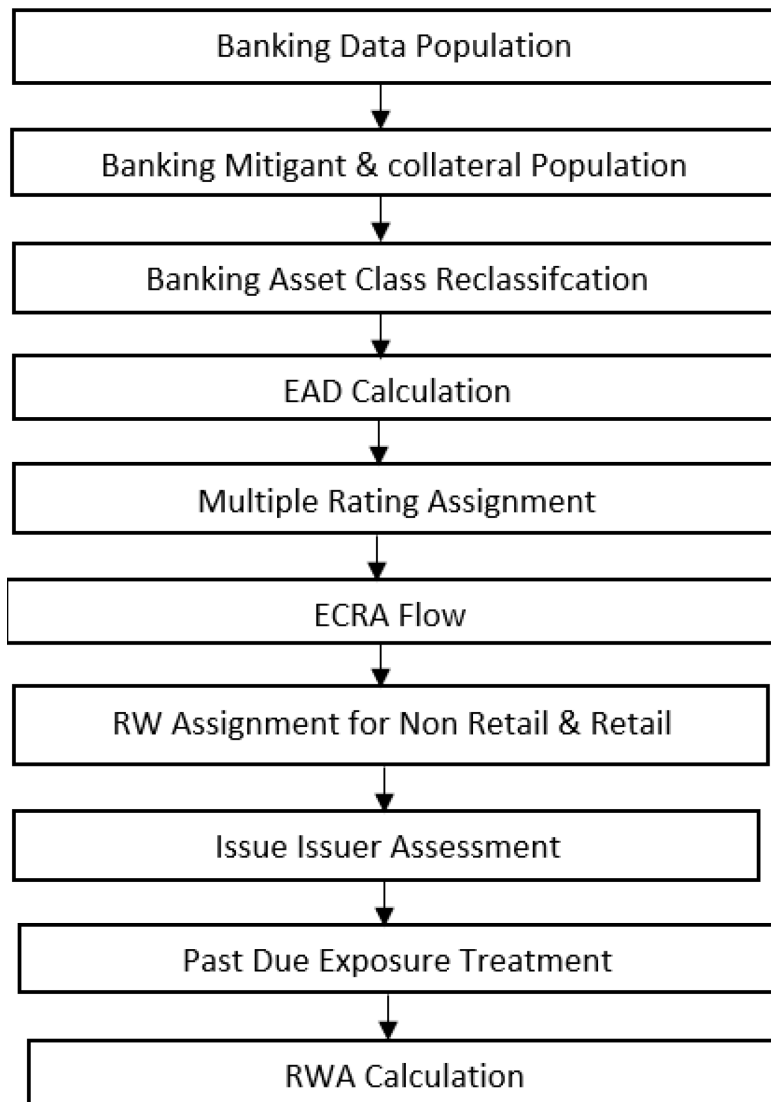 Banking Data Population
Banking Mitigant & collateral Population
Banking Asset Class Reclassifcation
EAD Calculation
Multiple Rating Assignment
ECRA Flow
RW Assignment for Non Retail & Retail
Issue Issuer Assessment
Past Due Exposure Treatment
RWA Calculation